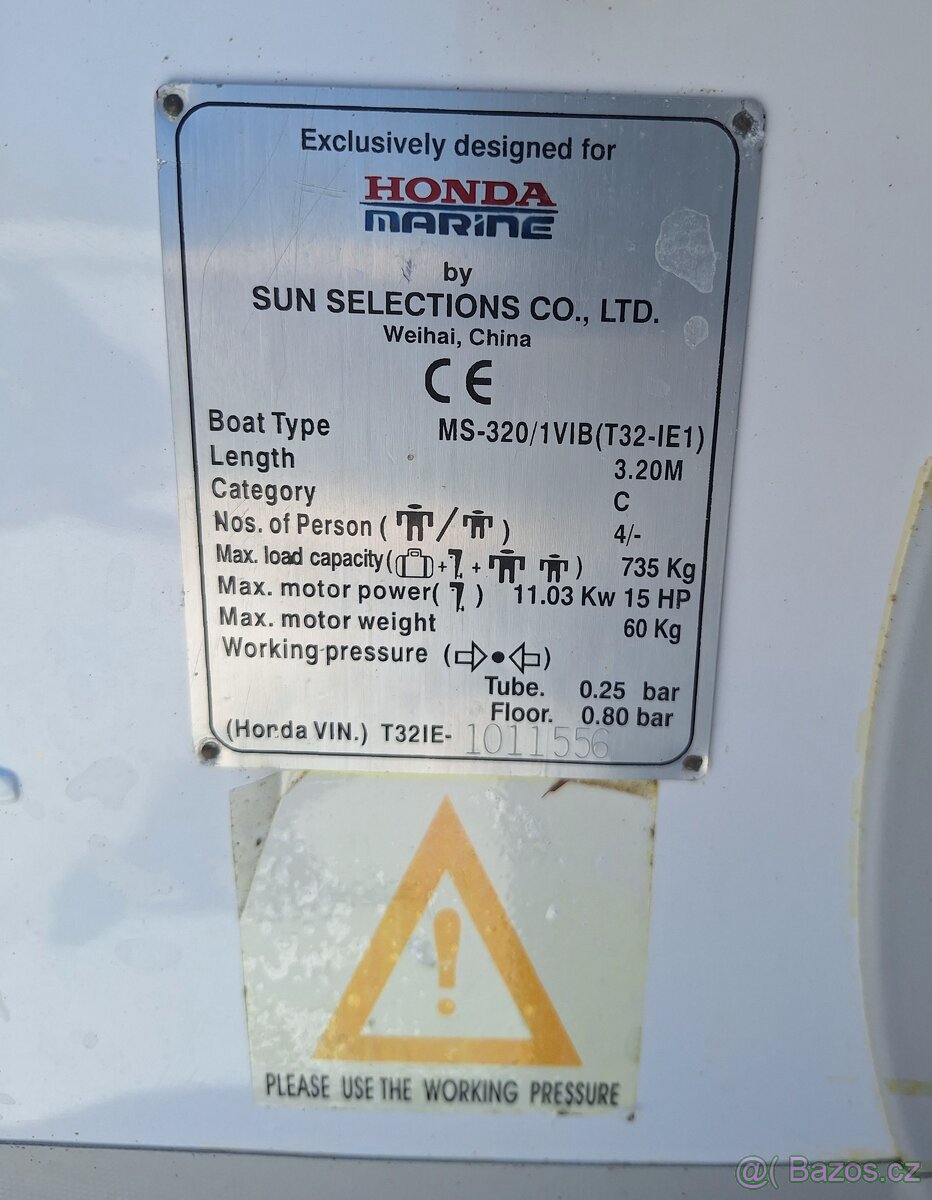 Exclusively designed for
HONDA
MARINE
by
SUN SELECTIONS CO., LTD.
Weihai, China
CE
Boat Type MS-320/1VIB(T32-IE1)
Length 3.20M
Category C
Nos. of Person ( / ) 4/-
Max. load capacity( + + ) 735 Kg
Max. motor power( ) 11.03 Kw 15 HP
Max. motor weight 60 Kg
Working pressure ( )
Tube. 0.25 bar
Floor. 0.80 bar
(Honda VIN.) T32IE- 1011556
!
PLEASE USE THE WORKING PRESSURE
@( Bazos.cz